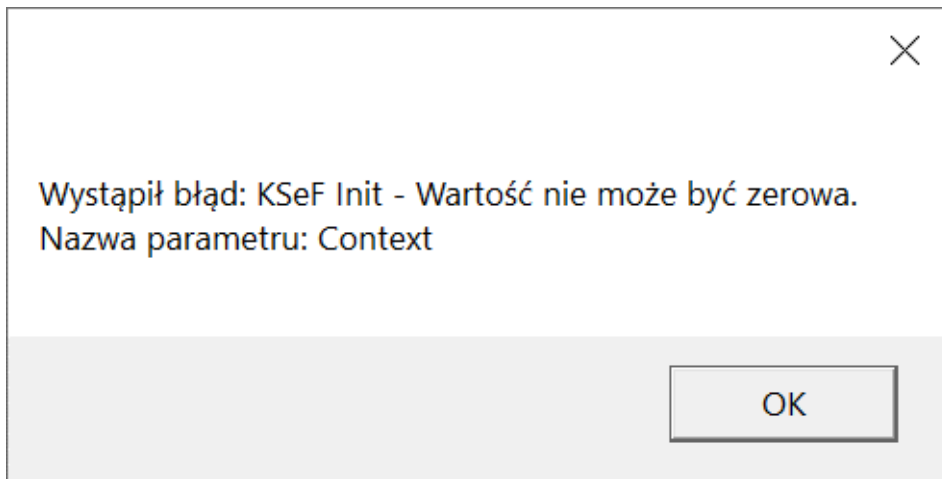 Wystąpił błąd: KSeF Init - Wartość nie może być zerowa.
Nazwa parametru: Context
OK